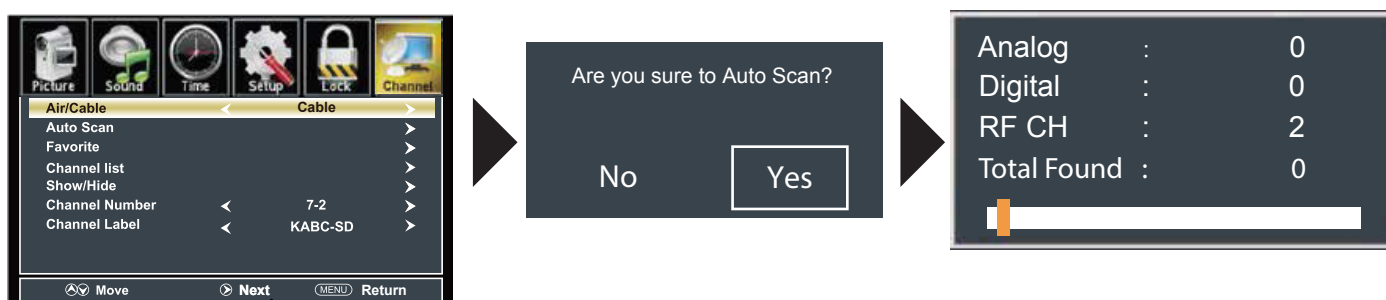 Picture Sound Time Setup Lock Channel
Air/Cable Cable
Auto Scan
Favorite
Channel list
Show/Hide
Channel Number 7-2
Channel Label KABC-SD
Move Next MENU Return
Are you sure to Auto Scan?
No Yes
Analog : 0
Digital : 0
RF CH : 2
Total Found : 0